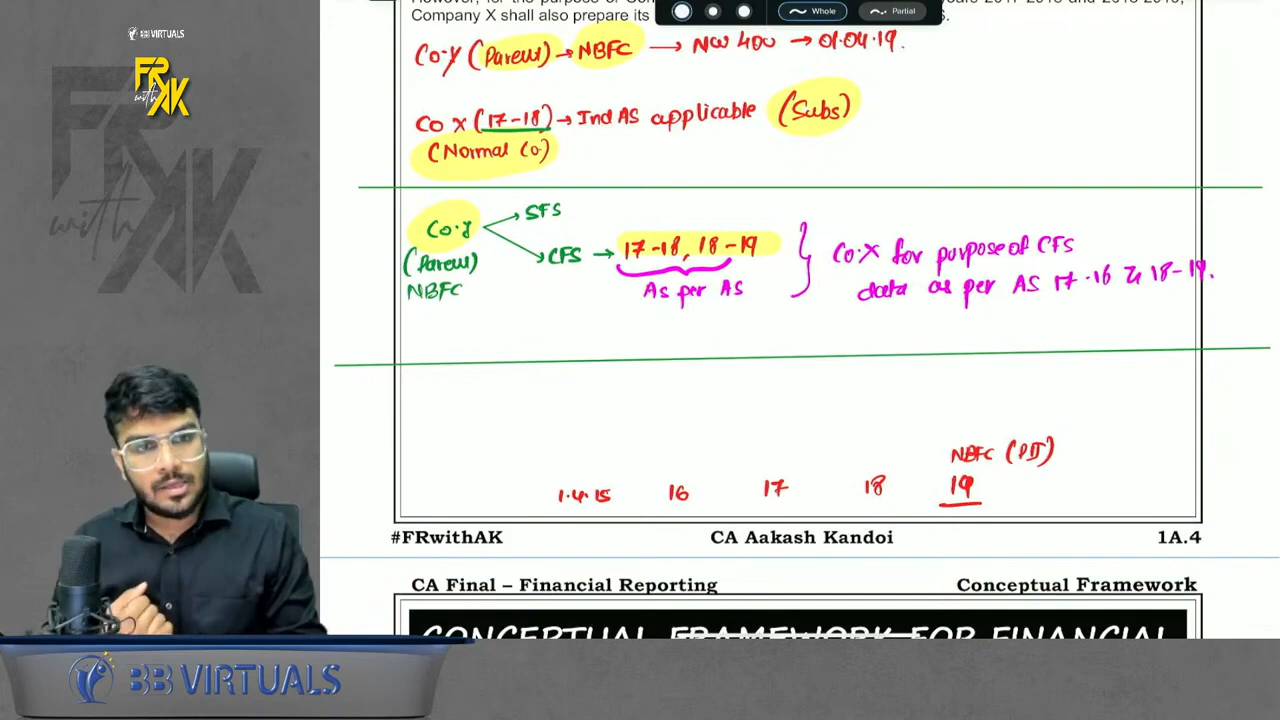 BB VIRTUALS
FR
with AK
Company X shall also prepare its
Whole
Partial
Co·Y (Parent) → NBFC → NW 400 → 01.04.19.
Co X (17-18) → Ind AS applicable (Subs)
(Normal Co)
Co·Y → SFS
→ CFS → 17-18, 18-19
(Parent)
NBFC
As per AS
Co·X for purpose of CFS
data as per AS 17-18 & 18-19.
NBFC (PII)
1.4.15 16 17 18 19
#FRwithAK CA Aakash Kandoi 1A.4
CA Final – Financial Reporting Conceptual Framework
CONCEPTUAL FRAMEWORK FOR FINANCIAL
BB VIRTUALS